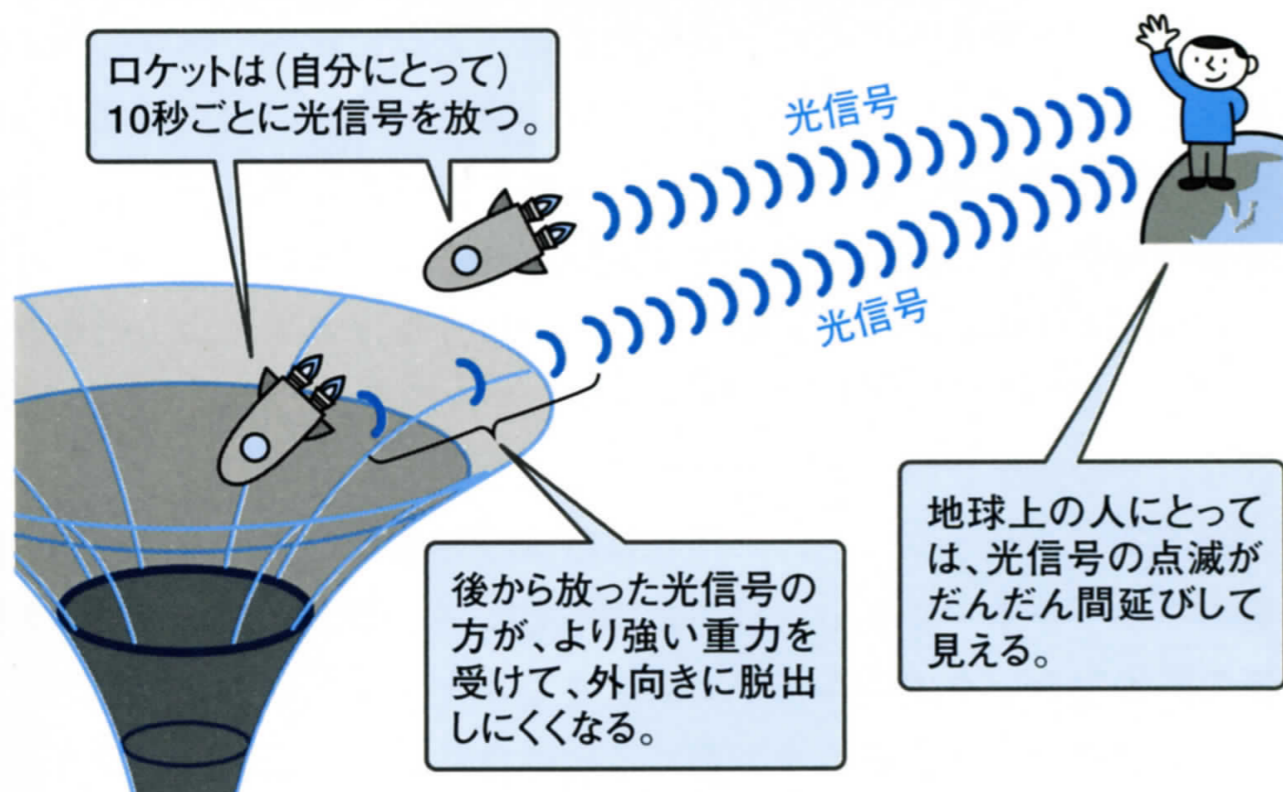 ロケットは(自分にとって)
10秒ごとに光信号を放つ。
光信号
光信号
後から放った光信号の
方が、より強い重力を
受けて、外向きに脱出
しにくくなる。
地球上の人にとって
は、光信号の点滅が
だんだん間延びして
見える。